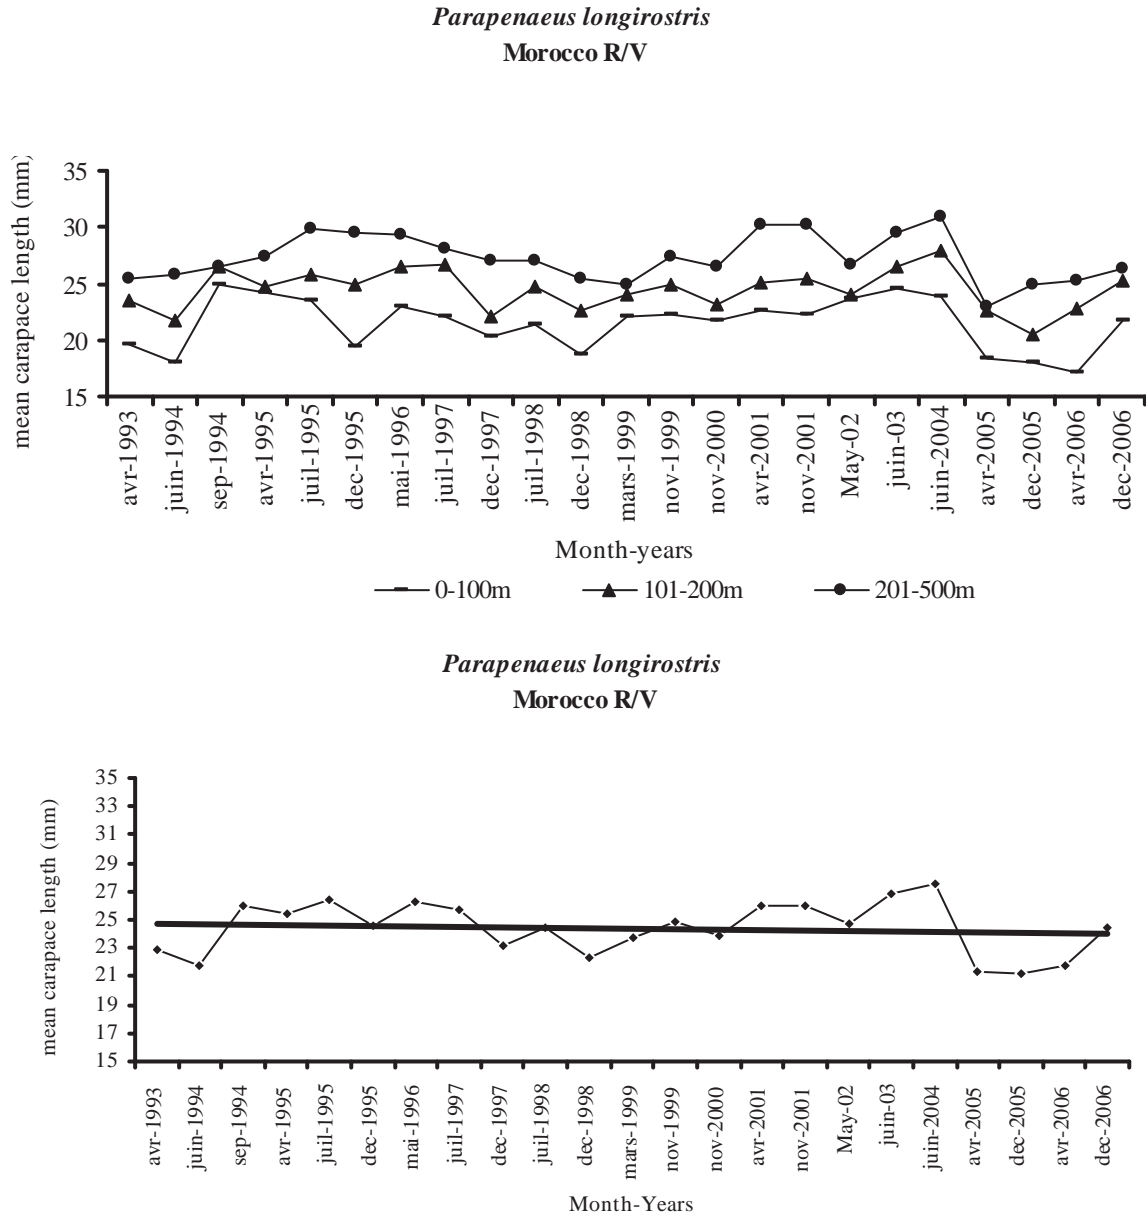 Parapenaeus longirostris
Morocco R/V
mean carapace length (mm)
35
30
25
20
15
avr-1993
juin-1994
sep-1994
avr-1995
juil-1995
dec-1995
mai-1996
juil-1997
dec-1997
juil-1998
dec-1998
mars-1999
nov-1999
nov-2000
avr-2001
nov-2001
May-02
juin-03
juin-2004
avr-2005
dec-2005
avr-2006
dec-2006
Month-years
0-100m 101-200m 201-500m
Parapenaeus longirostris
Morocco R/V
mean carapace length (mm)
35
33
31
29
27
25
23
21
19
17
15
avr-1993
juin-1994
sep-1994
avr-1995
juil-1995
dec-1995
mai-1996
juil-1997
dec-1997
juil-1998
dec-1998
mars-1999
nov-1999
nov-2000
avr-2001
nov-2001
May-02
juin-03
juin-2004
avr-2005
dec-2005
avr-2006
dec-2006
Month-Years